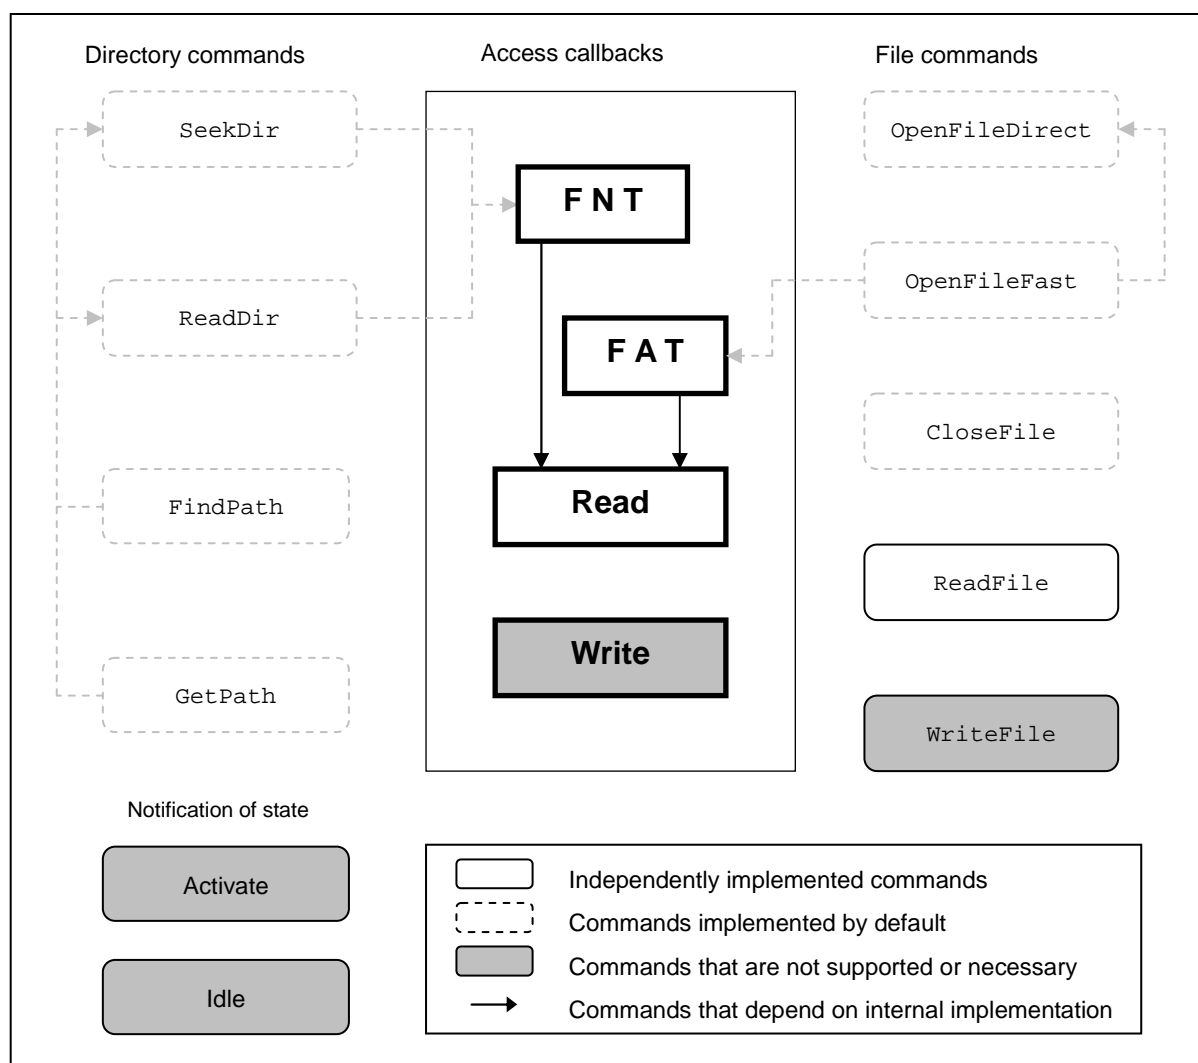 Directory commands
Access callbacks
File commands
SeekDir
OpenFileDirect
F N T
ReadDir
OpenFileFast
F A T
CloseFile
FindPath
Read
ReadFile
GetPath
Write
WriteFile
Notification of state
Activate
Idle
Independently implemented commands
Commands implemented by default
Commands that are not supported or necessary
Commands that depend on internal implementation